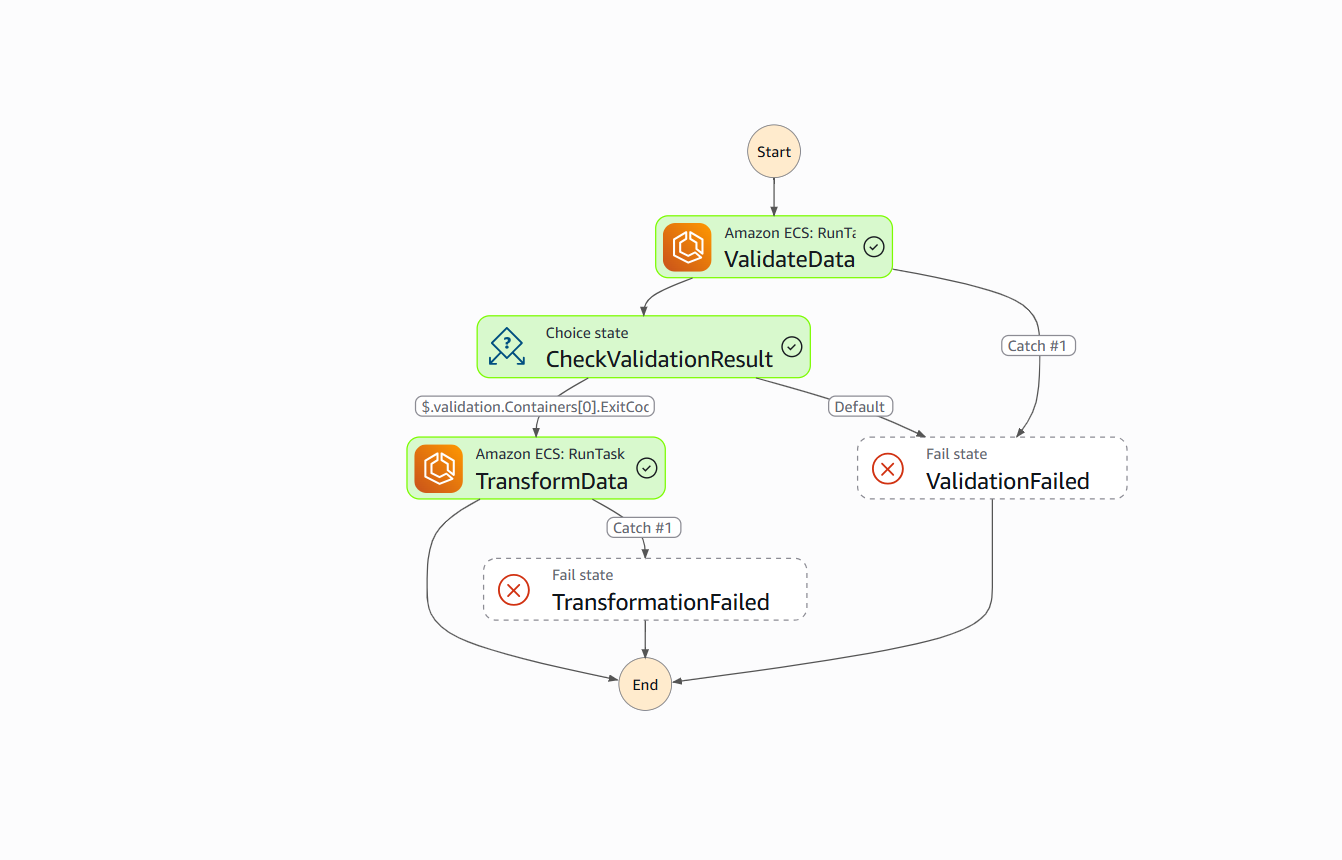 Start
Amazon ECS: RunTa
ValidateData
Choice state
CheckValidationResult
Catch #1
$.validation.Containers[0].ExitCod
Default
Amazon ECS: RunTask
TransformData
Fail state
ValidationFailed
Catch #1
Fail state
TransformationFailed
End